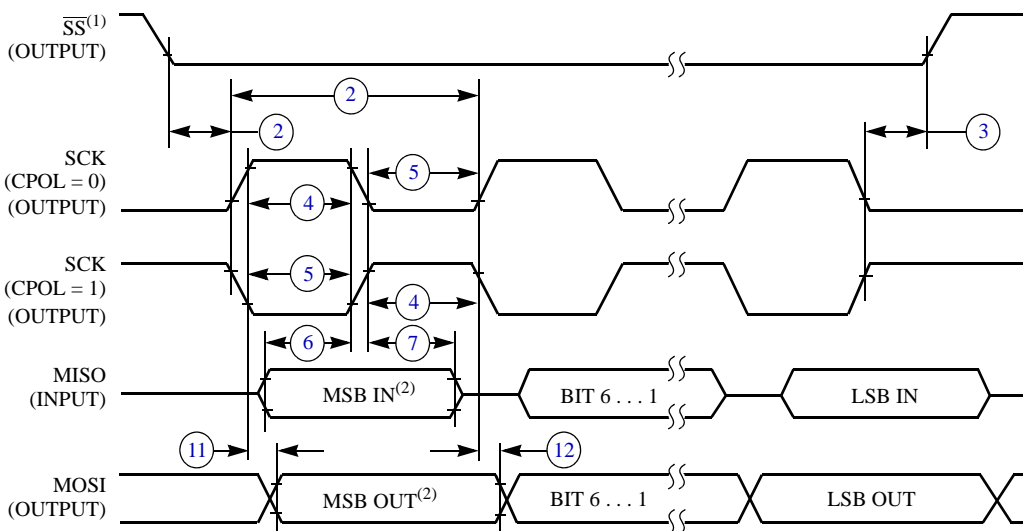 SS(1)
(OUTPUT)
2
2
3
SCK
(CPOL = 0)
(OUTPUT)
5
4
SCK
(CPOL = 1)
(OUTPUT)
5
4
6
7
MISO
(INPUT)
MSB IN(2)
BIT 6 . . . 1
LSB IN
11
12
MOSI
(OUTPUT)
MSB OUT(2)
BIT 6 . . . 1
LSB OUT